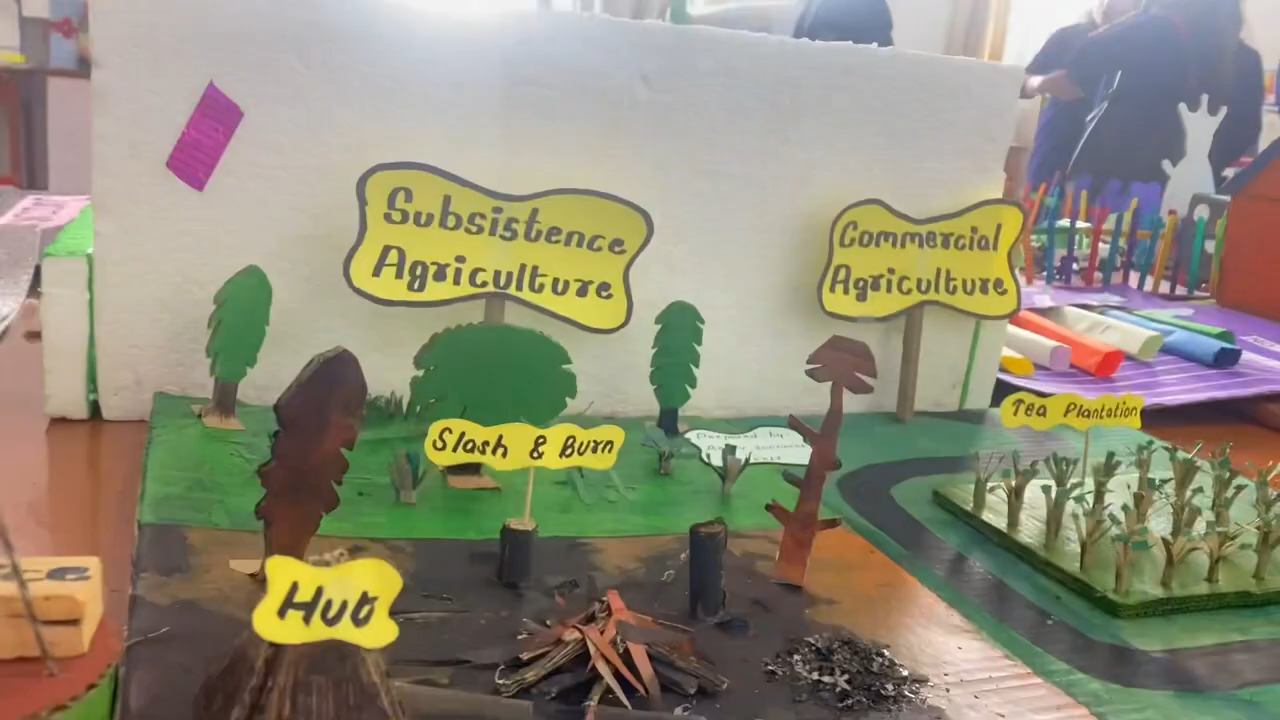 Subsistence
Agriculture
Commercial
Agriculture
Tea Plantation
Slash & Burn
Hut